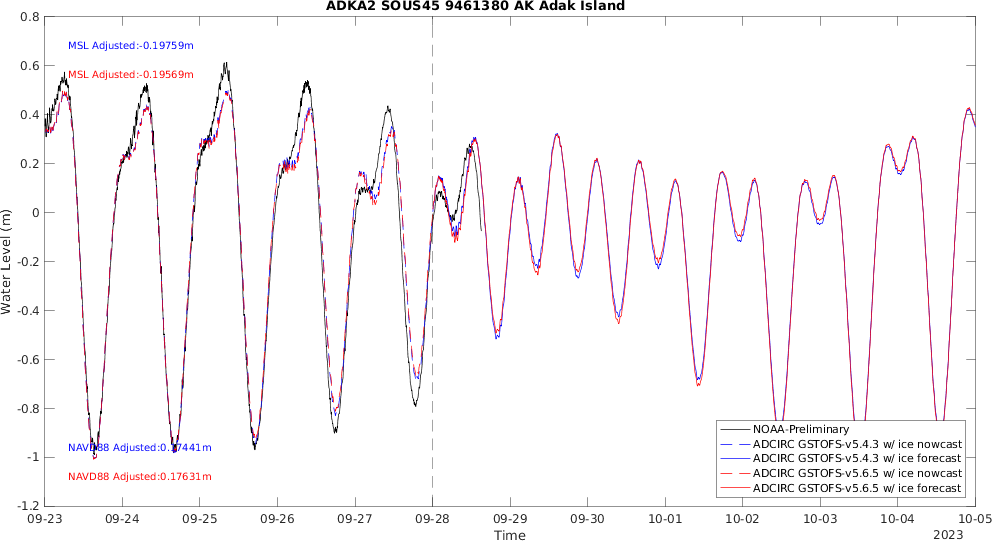 ADKA2 SOUS45 9461380 AK Adak Island
0.8
0.6
0.4
0.2
0
-0.2
-0.4
-0.6
-0.8
-1
-1.2
Water Level (m)
MSL Adjusted:-0.19759m
MSL Adjusted:-0.19569m
NAVD88 Adjusted:0.17441m
NAVD88 Adjusted:0.17631m
NOAA-Preliminary
ADCIRC GSTOFS-v5.4.3 w/ ice nowcast
ADCIRC GSTOFS-v5.4.3 w/ ice forecast
ADCIRC GSTOFS-v5.6.5 w/ ice nowcast
ADCIRC GSTOFS-v5.6.5 w/ ice forecast
09-23 09-24 09-25 09-26 09-27 09-28 09-29 09-30 10-01 10-02 10-03 10-04 10-05
Time
2023